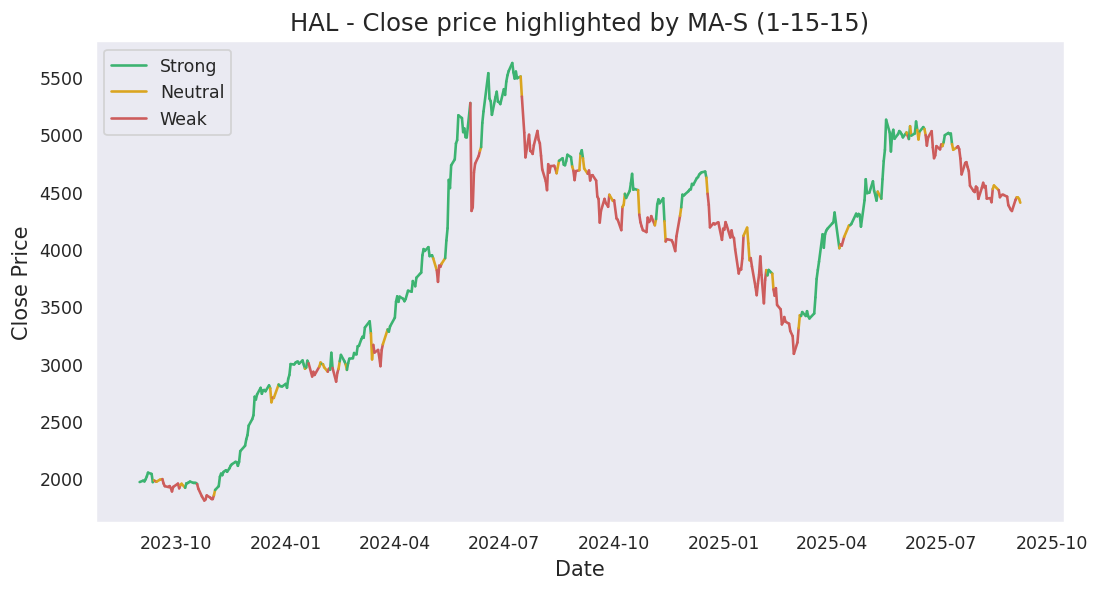 HAL - Close price highlighted by MA-S (1-15-15)
Strong
Neutral
Weak
Close Price
5500
5000
4500
4000
3500
3000
2500
2000
2023-10 2024-01 2024-04 2024-07 2024-10 2025-01 2025-04 2025-07 2025-10
Date